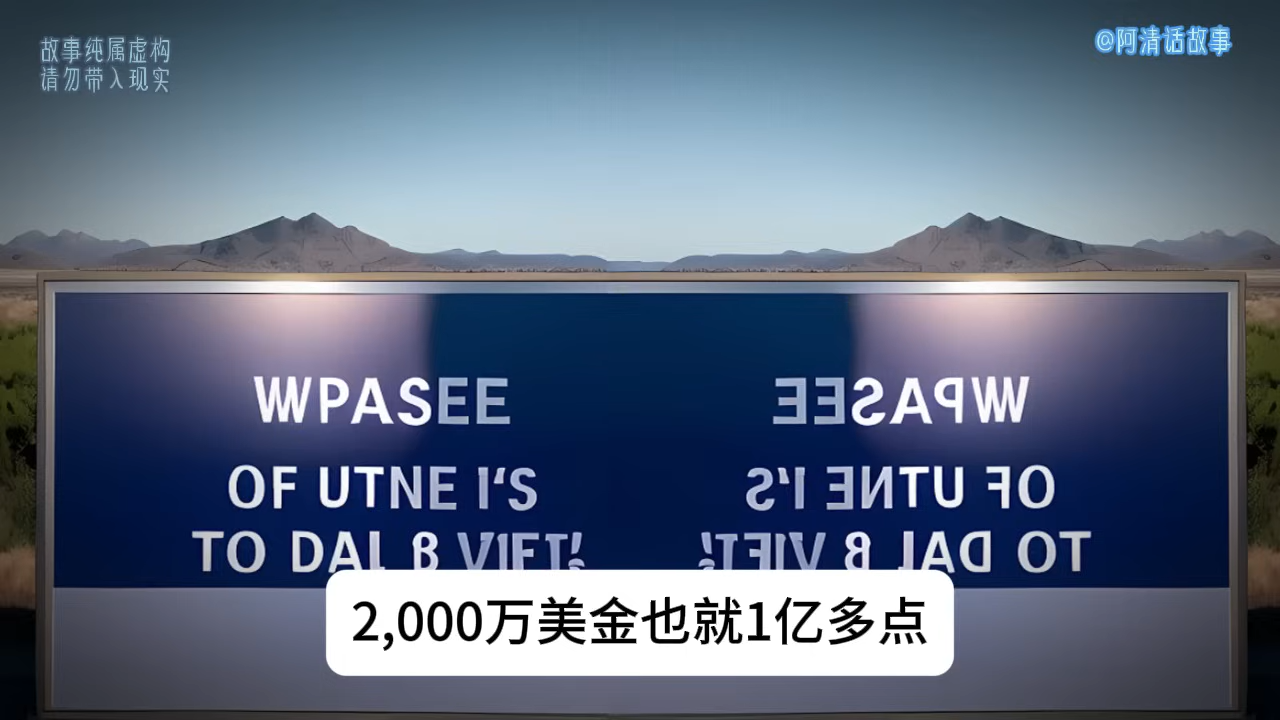 故事纯属虚构
请勿带入现实
@阿清话故事
WPASEE
WPASEE
OF UTNE I'S
OF UTNE I'S
TO DAL
TO DAL
2,000万美金也就1亿多点